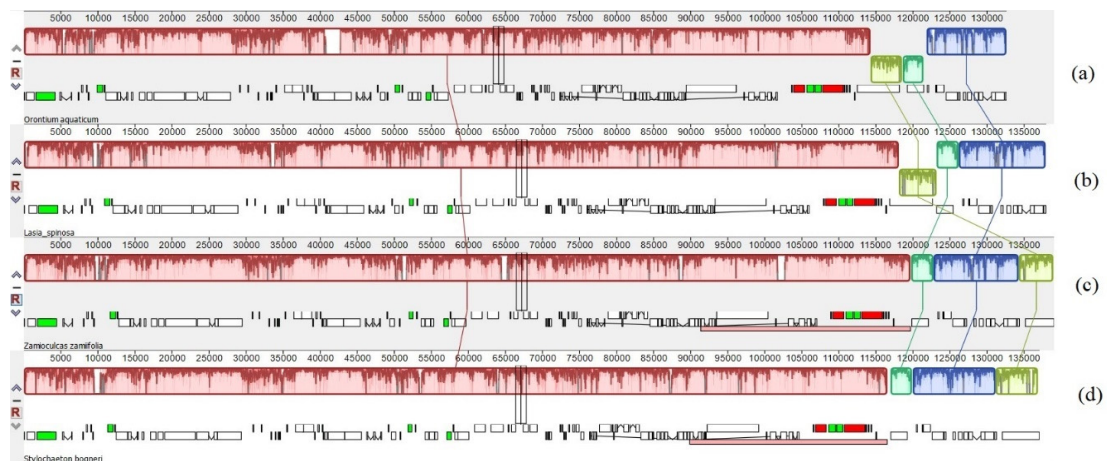 5000 10000 15000 20000 25000 30000 35000 40000 45000 50000 55000 60000 65000 70000 75000 80000 85000 90000 95000 100000 105000 110000 115000 120000 125000 130000
R
(a)
Orontium aquaticum
5000 10000 15000 20000 25000 30000 35000 40000 45000 50000 55000 60000 65000 70000 75000 80000 85000 90000 95000 100000 105000 110000 115000 120000 125000 130000 135000
R
(b)
Lasia_spinosa
5000 10000 15000 20000 25000 30000 35000 40000 45000 50000 55000 60000 65000 70000 75000 80000 85000 90000 95000 100000 105000 110000 115000 120000 125000 130000 135000
R
(c)
Zamioculcas zamiifolia
5000 10000 15000 20000 25000 30000 35000 40000 45000 50000 55000 60000 65000 70000 75000 80000 85000 90000 95000 100000 105000 110000 115000 120000 125000 130000 135000
R
(d)
Stylochaeton bogneri